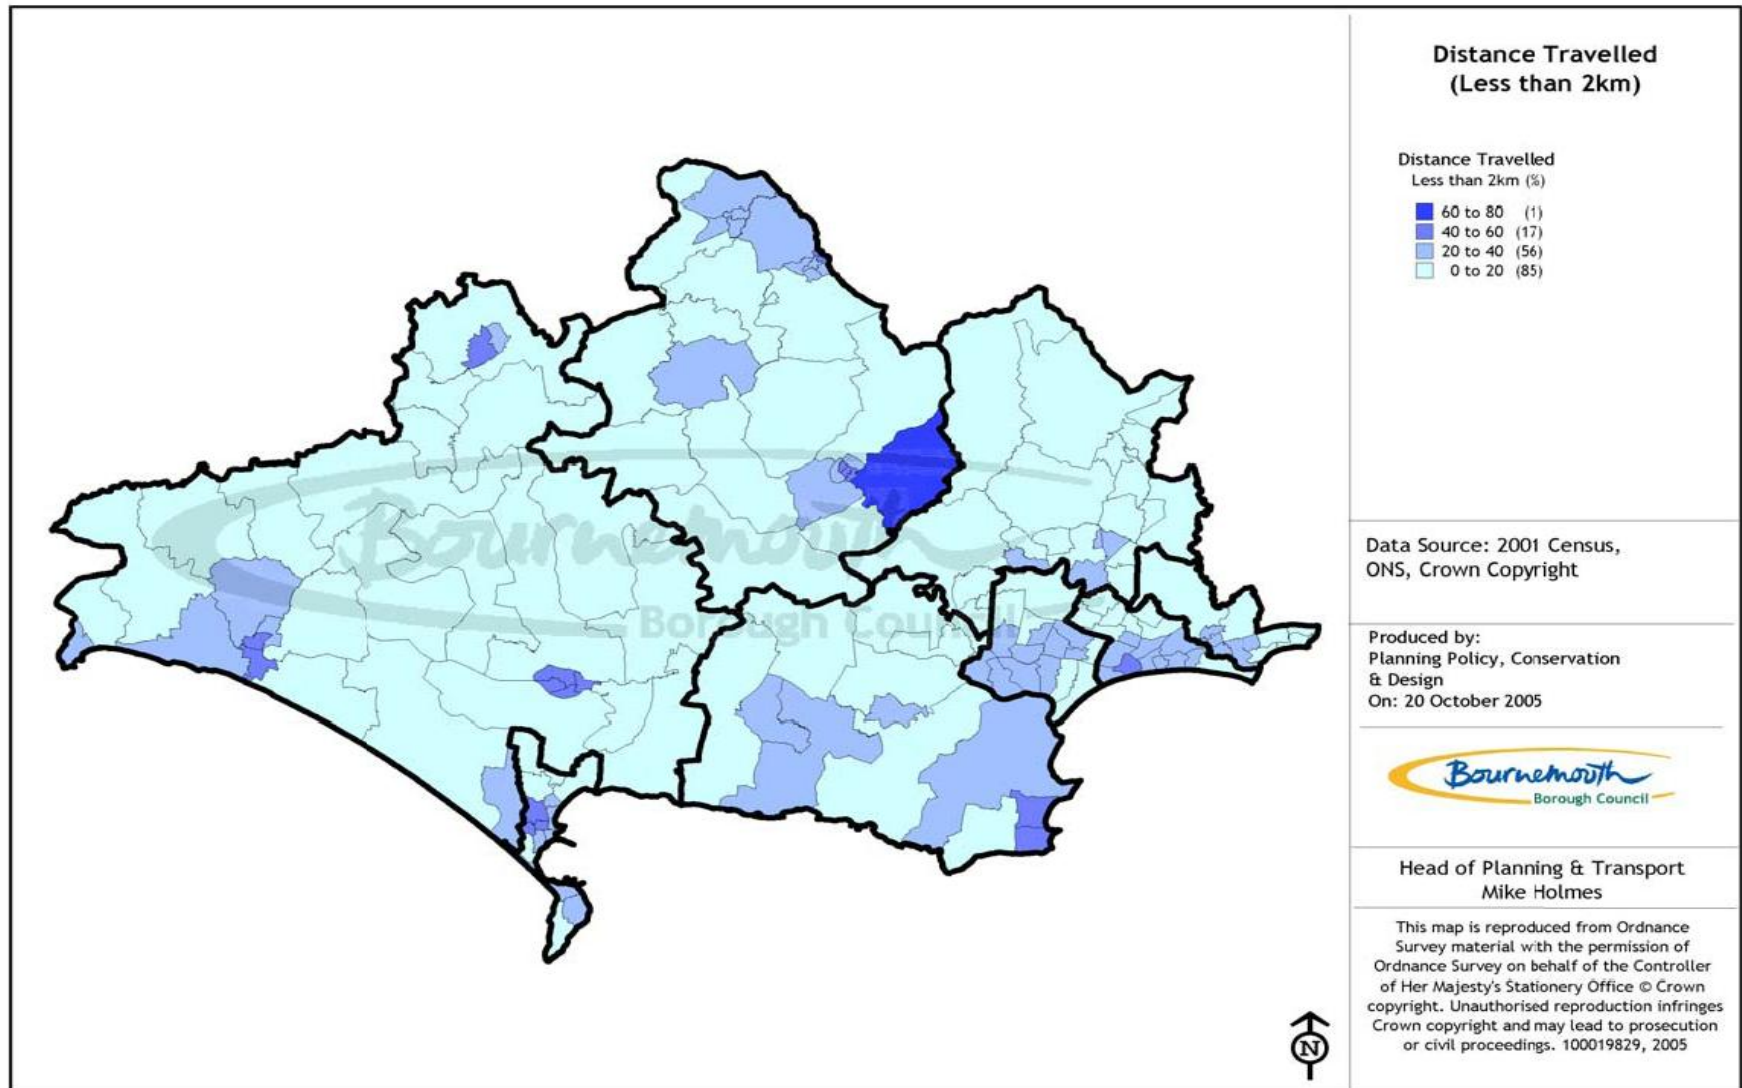 Distance Travelled
(Less than 2km)
Distance Travelled
Less than 2km (%)
60 to 80 (1)
40 to 60 (17)
20 to 40 (56)
0 to 20 (85)
Bournemouth
Borough Council
Data Source: 2001 Census,
ONS, Crown Copyright
Produced by:
Planning Policy, Conservation
& Design
On: 20 October 2005
Bournemouth
Borough Council
Head of Planning & Transport
Mike Holmes
This map is reproduced from Ordnance
Survey material with the permission of
Ordnance Survey on behalf of the Controller
of Her Majesty's Stationery Office © Crown
copyright. Unauthorised reproduction infringes
Crown copyright and may lead to prosecution
or civil proceedings. 100019829, 2005
N